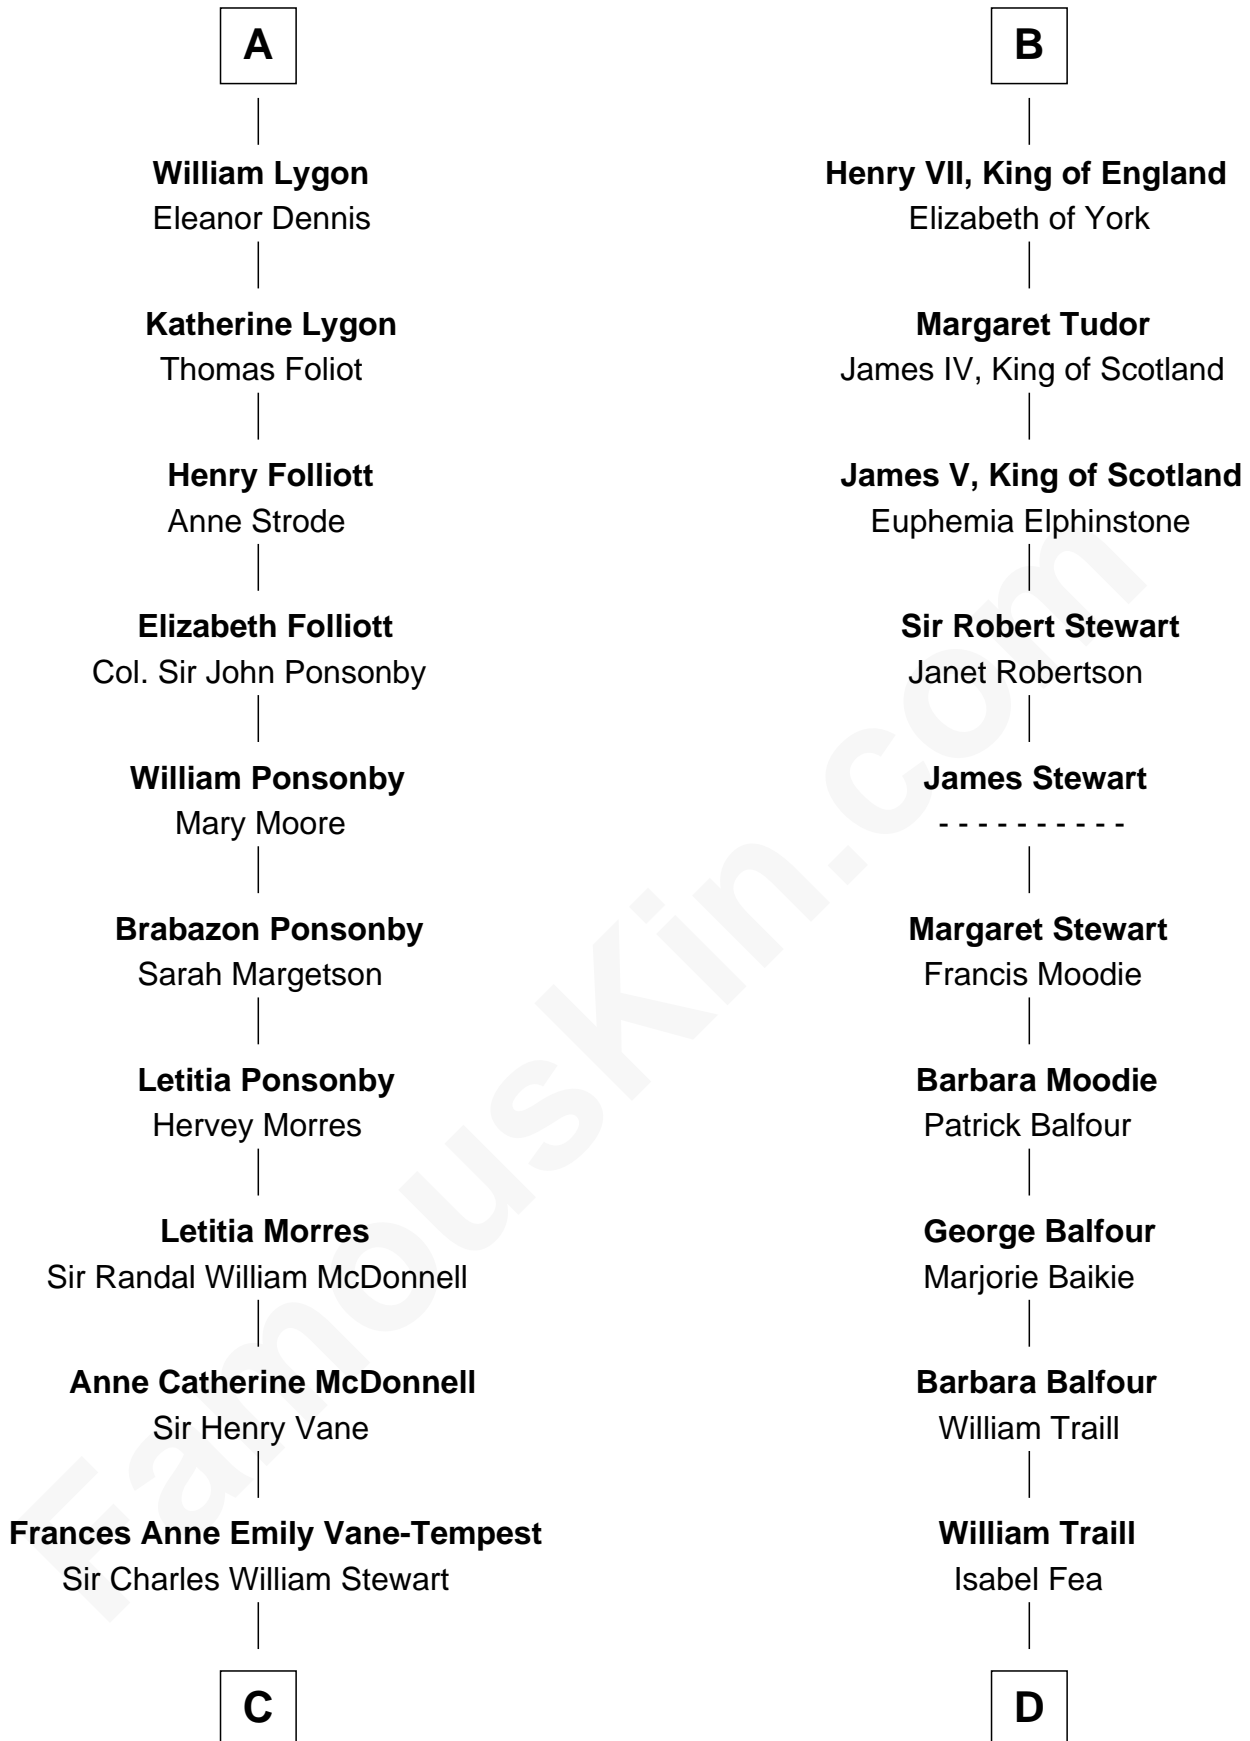 A
William Lygon
Eleanor Dennis
Katherine Lygon
Thomas Foliot
Henry Folliott
Anne Strode
Elizabeth Folliott
Col. Sir John Ponsonby
William Ponsonby
Mary Moore
Brabazon Ponsonby
Sarah Margetson
Letitia Ponsonby
Hervey Morres
Letitia Morres
Sir Randal William McDonnell
Anne Catherine McDonnell
Sir Henry Vane
Frances Anne Emily Vane-Tempest
Sir Charles William Stewart
C
B
Henry VII, King of England
Elizabeth of York
Margaret Tudor
James IV, King of Scotland
James V, King of Scotland
Euphemia Elphinstone
Sir Robert Stewart
Janet Robertson
James Stewart
- - - - - - - - - -
Margaret Stewart
Francis Moodie
Barbara Moodie
Patrick Balfour
George Balfour
Marjorie Baikie
Barbara Balfour
William Traill
William Traill
Isabel Fea
D
FamousKin.com